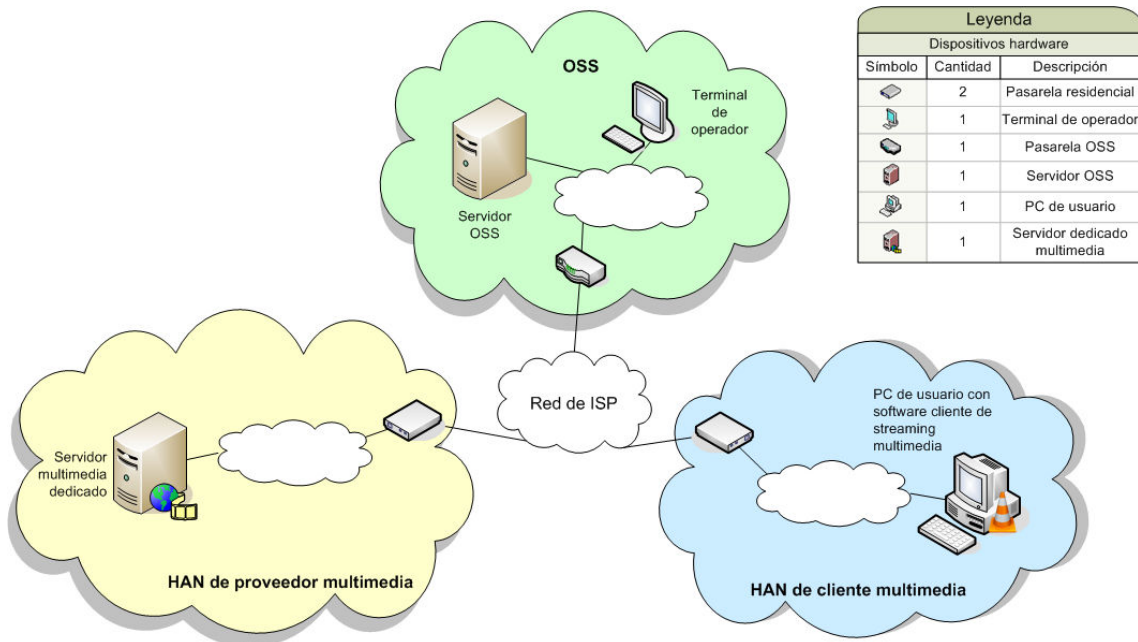 OSS
Terminal
de
operador
Servidor
OSS
Leyenda
Dispositivos hardware
Símbolo Cantidad Descripción
2 Pasarela residencial
1 Terminal de operador
1 Pasarela OSS
1 Servidor OSS
1 PC de usuario
1 Servidor dedicado
multimedia
Red de ISP
Servidor
multimedia
dedicado
HAN de proveedor multimedia
PC de usuario con
software cliente de
streaming
multimedia
HAN de cliente multimedia